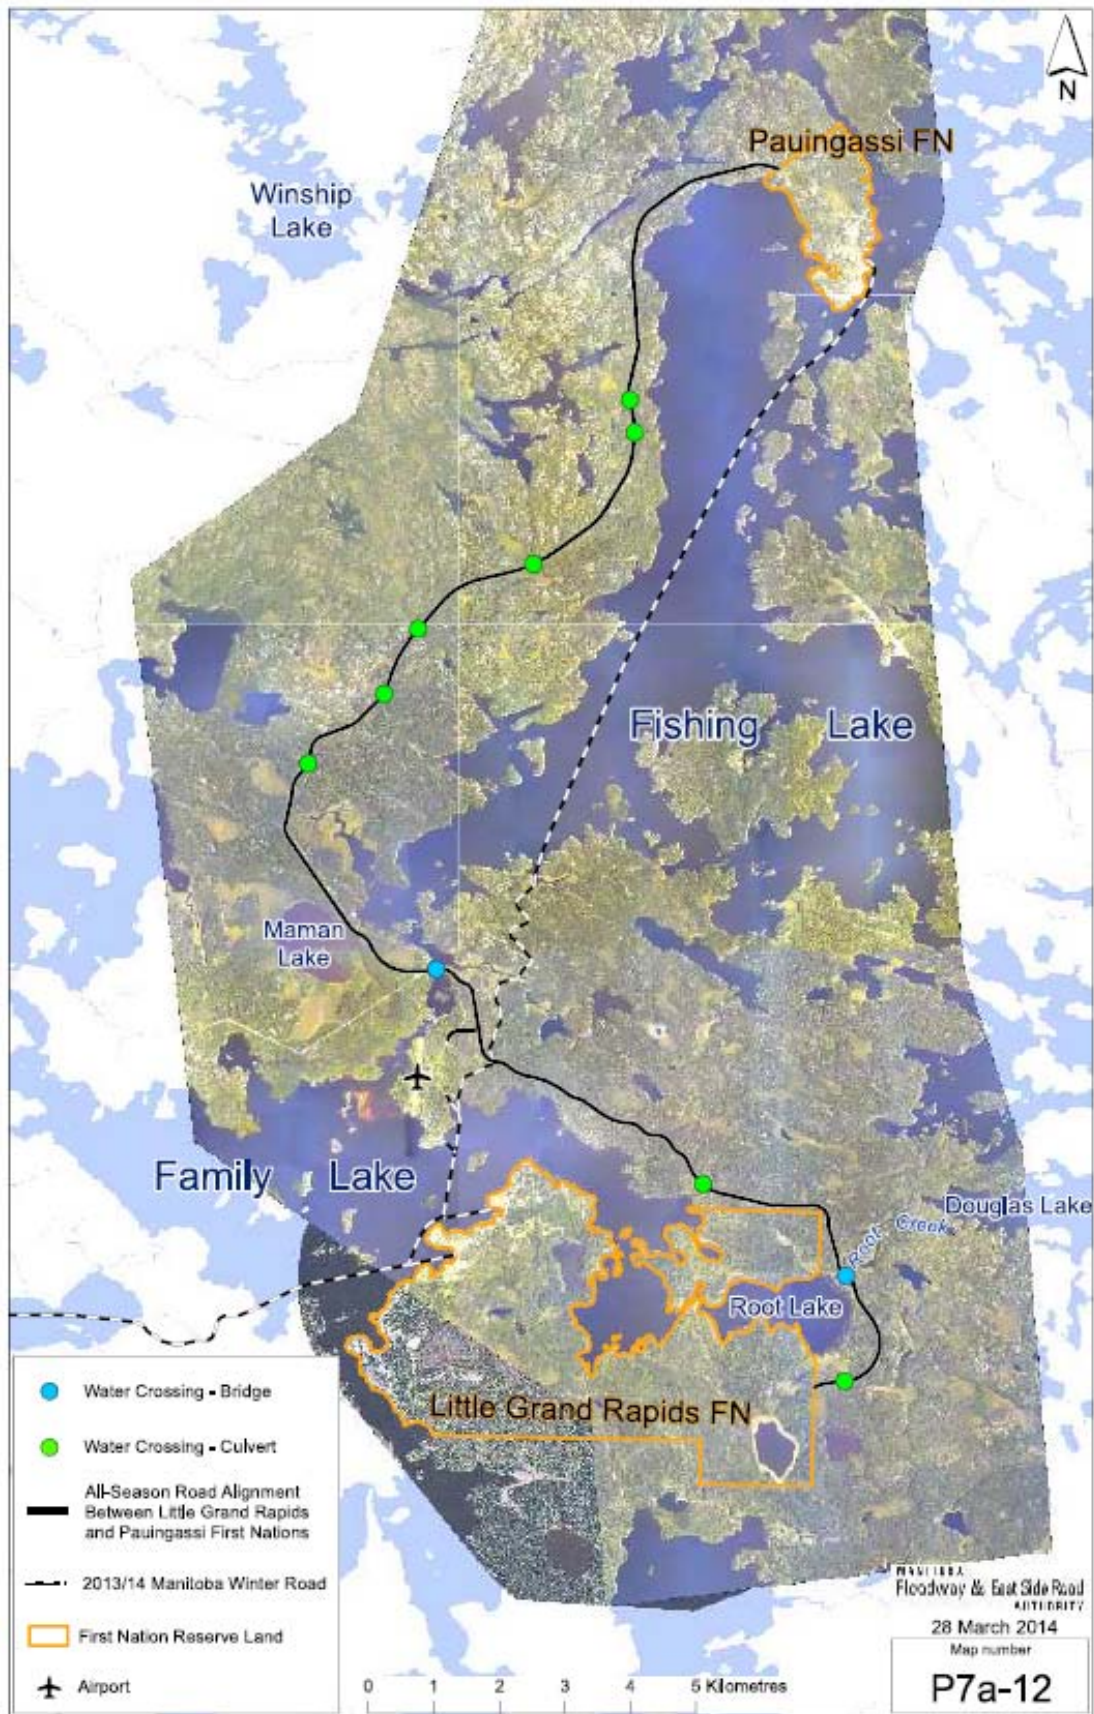 N
Pauingassi FN
Winship
Lake
Fishing Lake
Maman
Lake
Family Lake
Douglas Lake
Root Creek
Root Lake
Little Grand Rapids FN
Water Crossing - Bridge
Water Crossing - Culvert
All-Season Road Alignment
Between Little Grand Rapids
and Pauingassi First Nations
2013/14 Manitoba Winter Road
First Nation Reserve Land
Airport
0 1 2 3 4 5 Kilometres
MANITOBA
Floodway & East Side Road
AUTHORITY
28 March 2014
Map number
P7a-12